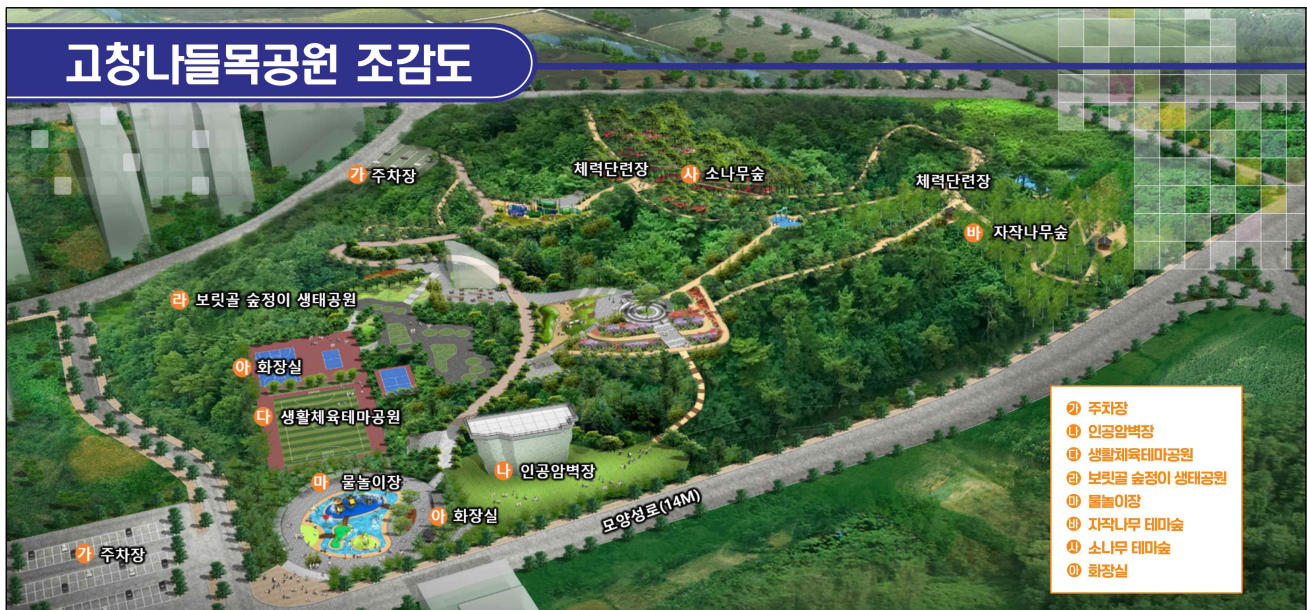 고창나들목공원 조감도
가 주차장
체력단련장
사 소나무숲
체력단련장
바 자작나무숲
라 보릿골 숲정이 생태공원
아 화장실
다 생활체육테마공원
나 인공암벽장
마 물놀이장
아 화장실
모양성로(14M)
가 주차장
가 주차장
나 인공암벽장
다 생활체육테마공원
라 보릿골 숲정이 생태공원
마 물놀이장
바 자작나무 테마숲
사 소나무 테마숲
아 화장실